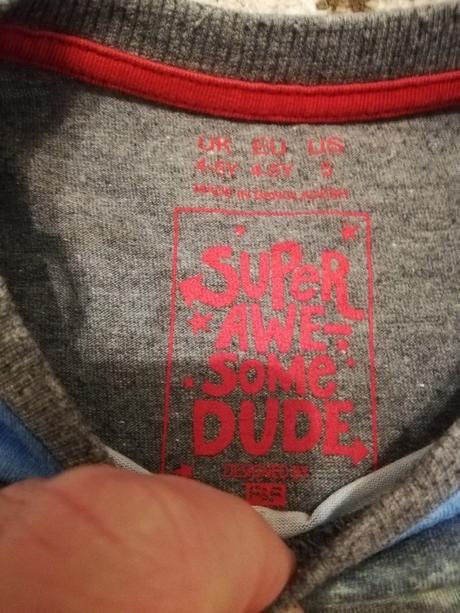 UK EU US
4-5Y 4-5Y 5
MADE IN BANGLADESH
SUPER
AWE-
SOME
DUDE
DESIGNED BY
F&F